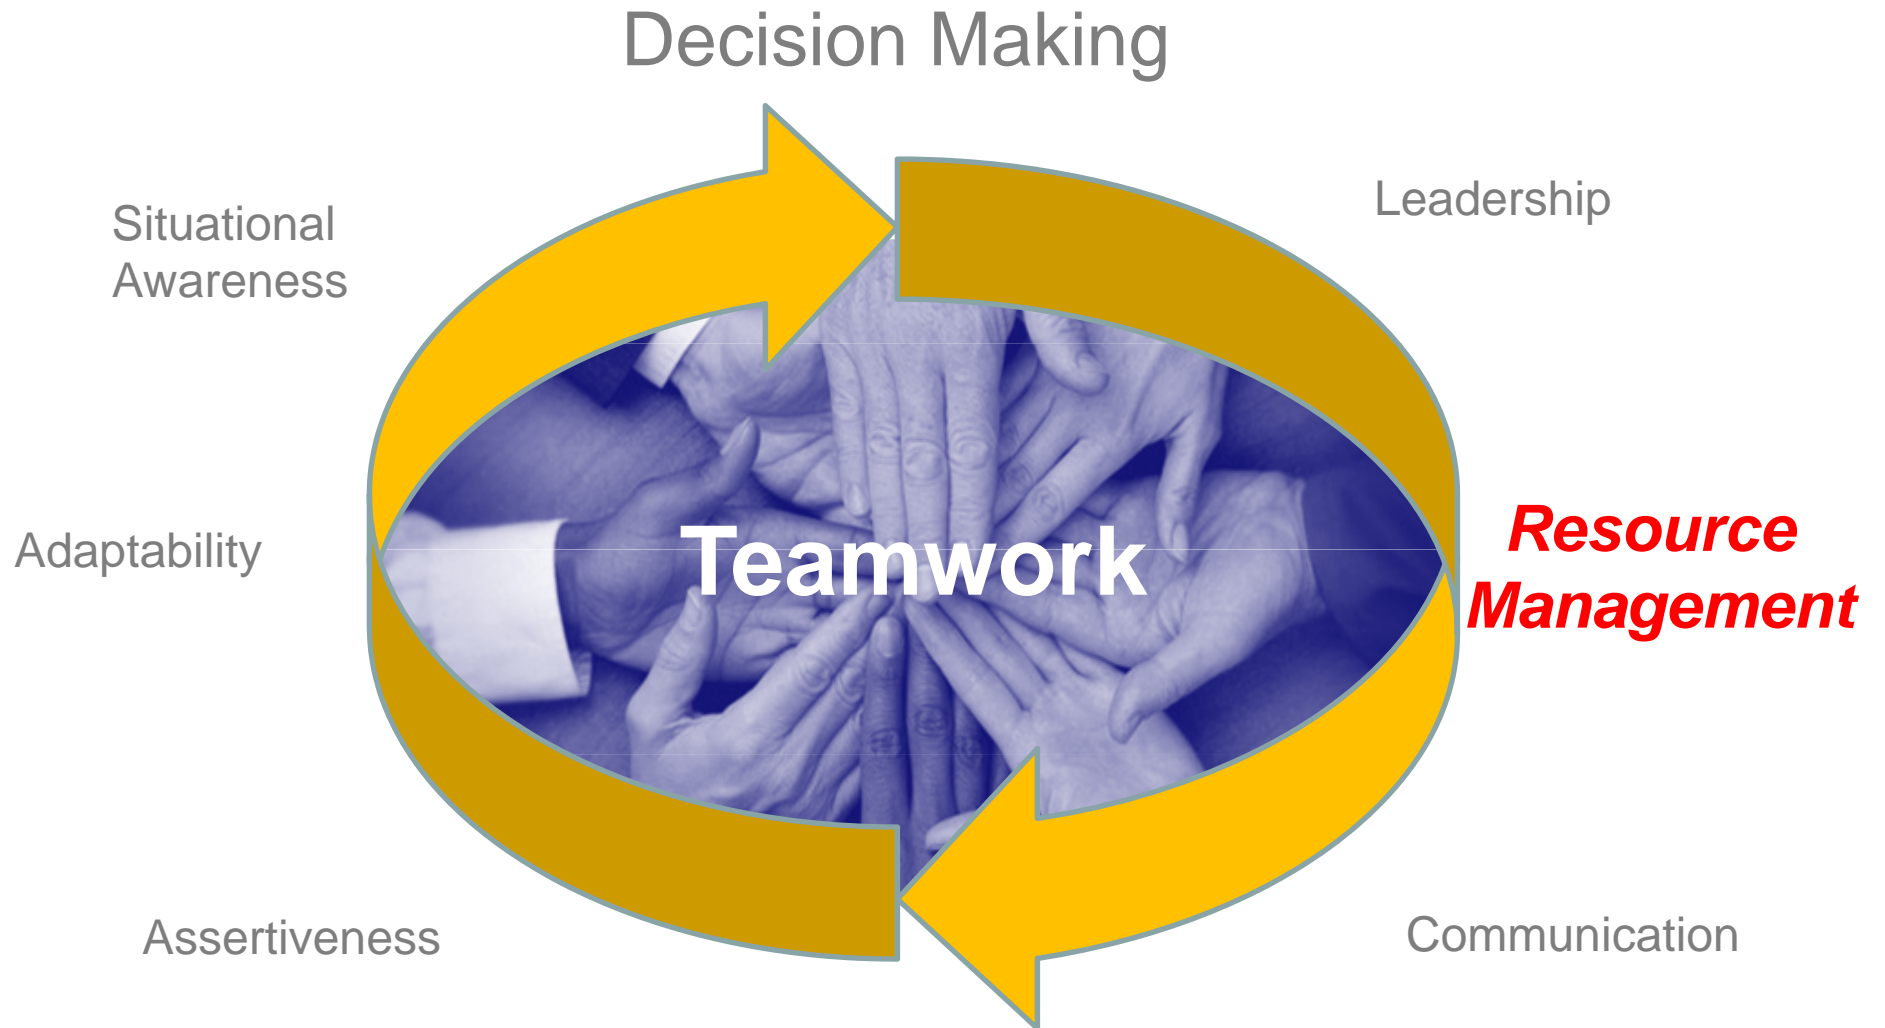 Decision Making
Leadership
Situational
Awareness
Resource
Management
Adaptability
Teamwork
Assertiveness
Communication